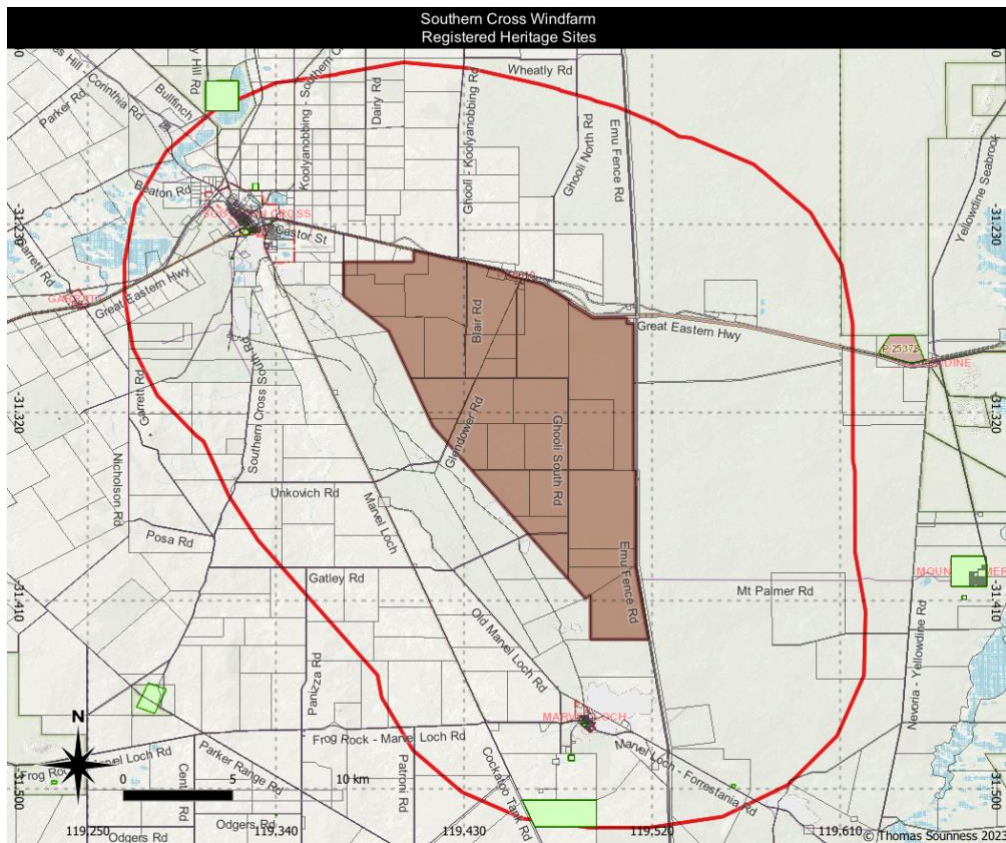 Southern Cross Windfarm
Registered Heritage Sites
Wheatly Rd
Parker Rd
Bullfinch
Dairy Rd
Koolyanobbing - Southern
Ghooli - Koolyanobbing Rd
Ghooli North Rd
Emu Fence Rd
Yellowdine Seabrook
Beaton Rd
Castor St
-31.230
-31.230
Garrett Rd
Great Eastern Hwy
Blair Rd
Great Eastern Hwy
Southern Cross South Rd
Garrett Rd
-31.320
-31.320
Glendower Rd
Ghooli South Rd
Nicholson Rd
Unkovich Rd
Marvel Loch
Posa Rd
Emu Fence Rd
Gatley Rd
Mt Palmer Rd
-31.410
-31.410
Old Marvel Loch Rd
Nevoria - Yellowdine Rd
N
MARVEL LOCH
Frog Rock - Marvel Loch Rd
Marvel Loch - Forrestania Rd
Parker Range Rd
Patroni Rd
Cockaloo Tank Rd
0 5 10 km
-31.500
-31.500
119.250 119.340 119.430 119.520 119.610
Odgers Rd
Odgers Rd
© Thomas Sounness 2023